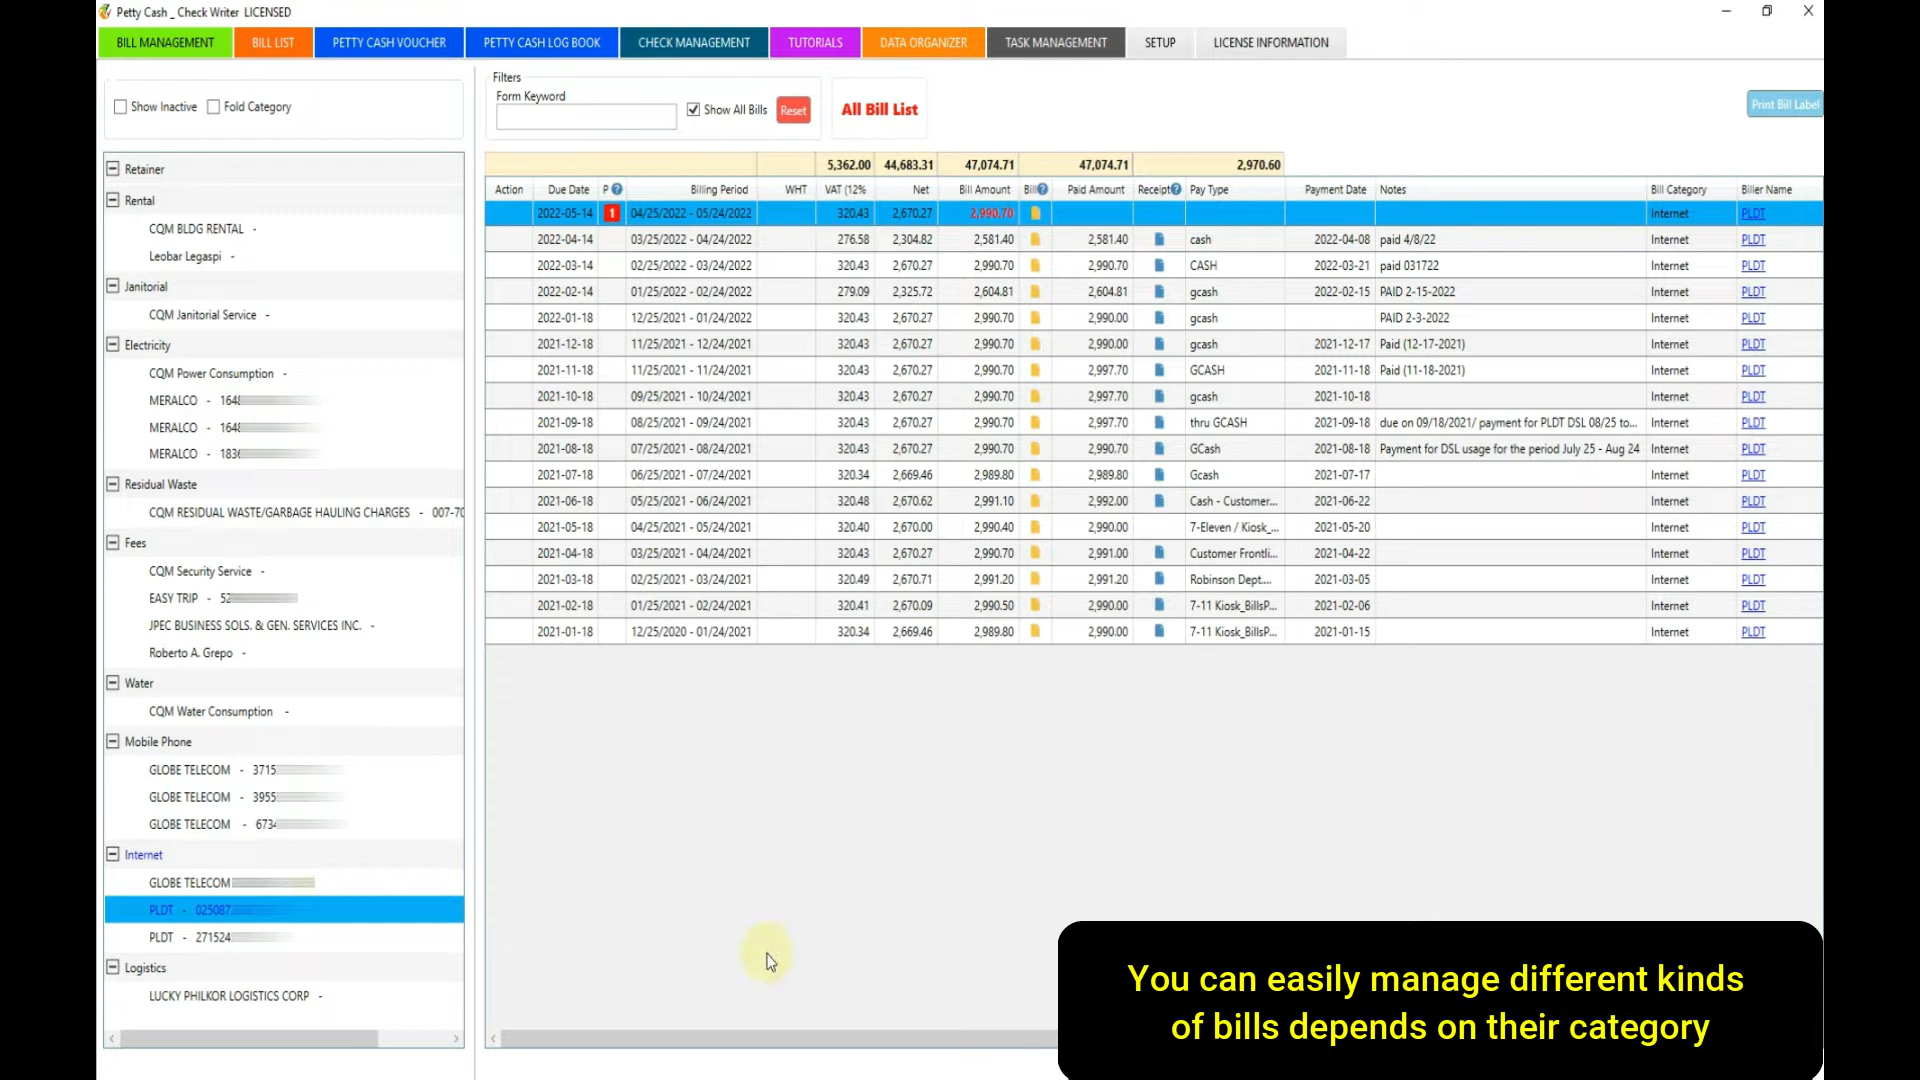 Petty Cash _ Check Writer LICENSED
BILL MANAGEMENT BILL LIST PETTY CASH VOUCHER PETTY CASH LOG BOOK CHECK MANAGEMENT TUTORIALS DATA ORGANIZER TASK MANAGEMENT SETUP LICENSE INFORMATION
Show Inactive Fold Category
Retainer
Rental
CQM BLDG RENTAL -
Leobar Legaspi -
Janitorial
CQM Janitorial Service -
Electricity
CQM Power Consumption -
MERALCO - 164
MERALCO - 164
MERALCO - 183
Residual Waste
CQM RESIDUAL WASTE/GARBAGE HAULING CHARGES - 007-70
Fees
CQM Security Service -
EASY TRIP - 52
JPEC BUSINESS SOLS. & GEN. SERVICES INC. -
Roberto A. Grepo -
Water
CQM Water Consumption -
Mobile Phone
GLOBE TELECOM - 3715
GLOBE TELECOM - 3955
GLOBE TELECOM - 673
Internet
GLOBE TELECOM
PLDT - 025087
PLDT - 271524
Logistics
LUCKY PHILKOR LOGISTICS CORP -
Filters
Form Keyword
Show All Bills Reset
All Bill List
Print Bill Label
5,362.00 44,683.31 47,074.71 47,074.71 2,970.60
Action Due Date P ? Billing Period WHT VAT (12% Net Bill Amount Bill ? Paid Amount Receipt ? Pay Type Payment Date Notes Bill Category Biller Name
2022-05-14 1 04/25/2022 - 05/24/2022 320.43 2,670.27 2,990.70 Internet PLDT
2022-04-14 03/25/2022 - 04/24/2022 276.58 2,304.82 2,581.40 2,581.40 cash 2022-04-08 paid 4/8/22 Internet PLDT
2022-03-14 02/25/2022 - 03/24/2022 320.43 2,670.27 2,990.70 2,990.70 CASH 2022-03-21 paid 031722 Internet PLDT
2022-02-14 01/25/2022 - 02/24/2022 279.09 2,325.72 2,604.81 2,604.81 gcash 2022-02-15 PAID 2-15-2022 Internet PLDT
2022-01-18 12/25/2021 - 01/24/2022 320.43 2,670.27 2,990.70 2,990.00 gcash PAID 2-3-2022 Internet PLDT
2021-12-18 11/25/2021 - 12/24/2021 320.43 2,670.27 2,990.70 2,990.00 gcash 2021-12-17 Paid (12-17-2021) Internet PLDT
2021-11-18 11/25/2021 - 11/24/2021 320.43 2,670.27 2,990.70 2,997.70 GCASH 2021-11-18 Paid (11-18-2021) Internet PLDT
2021-10-18 09/25/2021 - 10/24/2021 320.43 2,670.27 2,990.70 2,997.70 gcash 2021-10-18 Internet PLDT
2021-09-18 08/25/2021 - 09/24/2021 320.43 2,670.27 2,990.70 2,997.70 thru GCASH 2021-09-18 due on 09/18/2021/ payment for PLDT DSL 08/25 to... Internet PLDT
2021-08-18 07/25/2021 - 08/24/2021 320.43 2,670.27 2,990.70 2,990.70 GCash 2021-08-18 Payment for DSL usage for the period July 25 - Aug 24 Internet PLDT
2021-07-18 06/25/2021 - 07/24/2021 320.34 2,669.46 2,989.80 2,989.80 Gcash 2021-07-17 Internet PLDT
2021-06-18 05/25/2021 - 06/24/2021 320.48 2,670.62 2,991.10 2,992.00 Cash - Customer... 2021-06-22 Internet PLDT
2021-05-18 04/25/2021 - 05/24/2021 320.40 2,670.00 2,990.40 2,990.00 7-Eleven / Kiosk_... 2021-05-20 Internet PLDT
2021-04-18 03/25/2021 - 04/24/2021 320.43 2,670.27 2,990.70 2,991.00 Customer Frontli... 2021-04-22 Internet PLDT
2021-03-18 02/25/2021 - 03/24/2021 320.49 2,670.71 2,991.20 2,991.20 Robinson Dept.... 2021-03-05 Internet PLDT
2021-02-18 01/25/2021 - 02/24/2021 320.41 2,670.09 2,990.50 2,990.00 7-11 Kiosk_BillsP... 2021-02-06 Internet PLDT
2021-01-18 12/25/2020 - 01/24/2021 320.34 2,669.46 2,989.80 2,990.00 7-11 Kiosk_BillsP... 2021-01-15 Internet PLDT
You can easily manage different kinds
of bills depends on their category